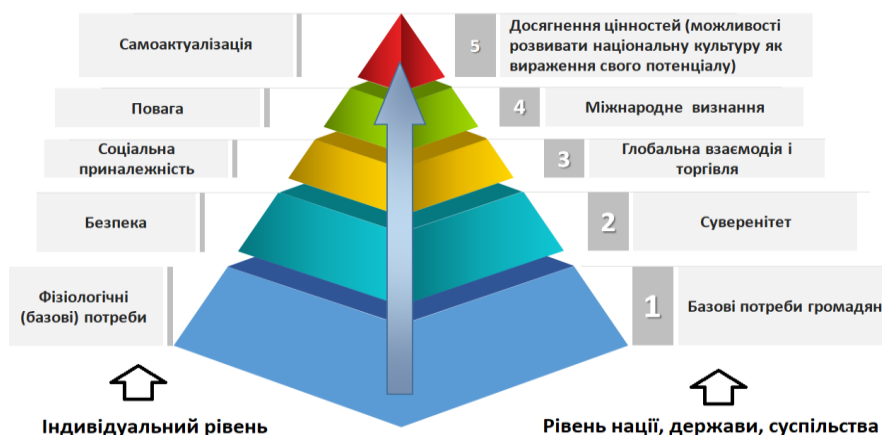 Самоактуалізація
5
Досягнення цінностей (можливості
розвивати національну культуру як
вираження свого потенціалу)
Повага
4
Міжнародне визнання
Соціальна
приналежність
3
Глобальна взаємодія і
торгівля
Безпека
2
Суверенітет
Фізіологічні
(базові) потреби
1
Базові потреби громадян
Індивідуальний рівень
Рівень нації, держави, суспільства